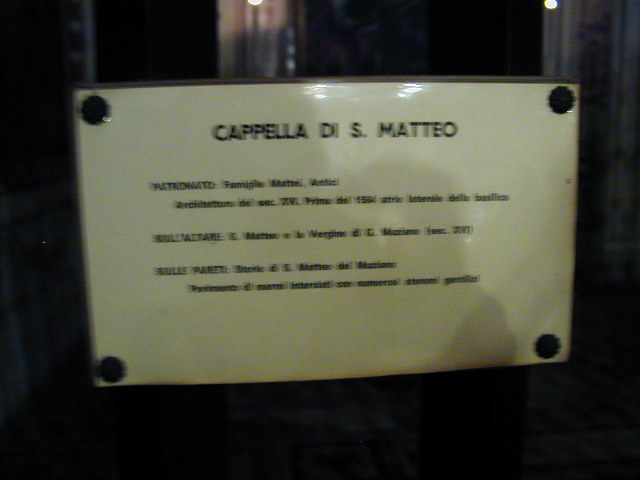 CAPPELLA DI S. MATTEO
PATRONATO: Famiglia Mattei, Antici
Architettura del sec. XVI. Prima del 1564 atrio laterale della basilica
SULL'ALTARE: S. Matteo e la Vergine di G. Muziano (sec. XVI)
SULLE PARETI: Storie di S. Matteo del Muziano
Pavimento di marmi intarsiati con numerosi stemmi gentilizi